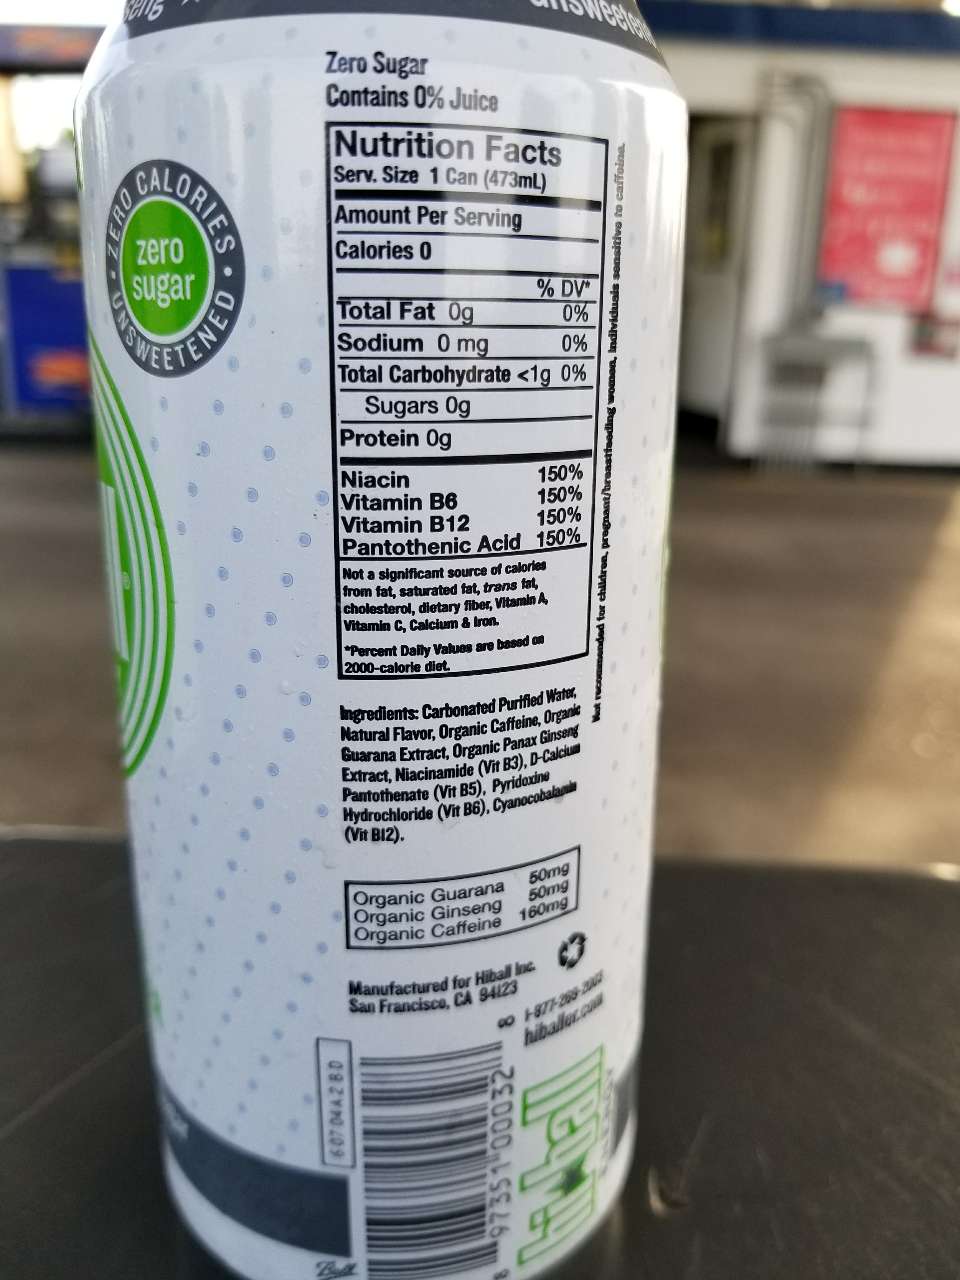 Zero Sugar
Contains 0% Juice
ZERO CALORIES
zero
sugar
UNSWEETENED
Nutrition Facts
Serv. Size 1 Can (473mL)
Amount Per Serving
Calories 0
% DV*
Total Fat 0g 0%
Sodium 0 mg 0%
Total Carbohydrate <1g 0%
Sugars 0g
Protein 0g
Niacin 150%
Vitamin B6 150%
Vitamin B12 150%
Pantothenic Acid 150%
Not a significant source of calories
from fat, saturated fat, trans fat,
cholesterol, dietary fiber, Vitamin A,
Vitamin C, Calcium & Iron.
*Percent Daily Values are based on
2000-calorie diet.
Not recommended for children, pregnant/breastfeeding women, individuals sensitive to caffeine.
Ingredients: Carbonated Purified Water,
Natural Flavor, Organic Caffeine, Organic
Guarana Extract, Organic Panax Ginseng
Extract, Niacinamide (Vit B3), D-Calcium
Pantothenate (Vit B5), Pyridoxine
Hydrochloride (Vit B6), Cyanocobalamin
(Vit B12).
Organic Guarana 50mg
Organic Ginseng 50mg
Organic Caffeine 160mg
Manufactured for Hiball Inc.
San Francisco, CA 94123
hiballer.com
8 97351 00032 8
hiball
Ball